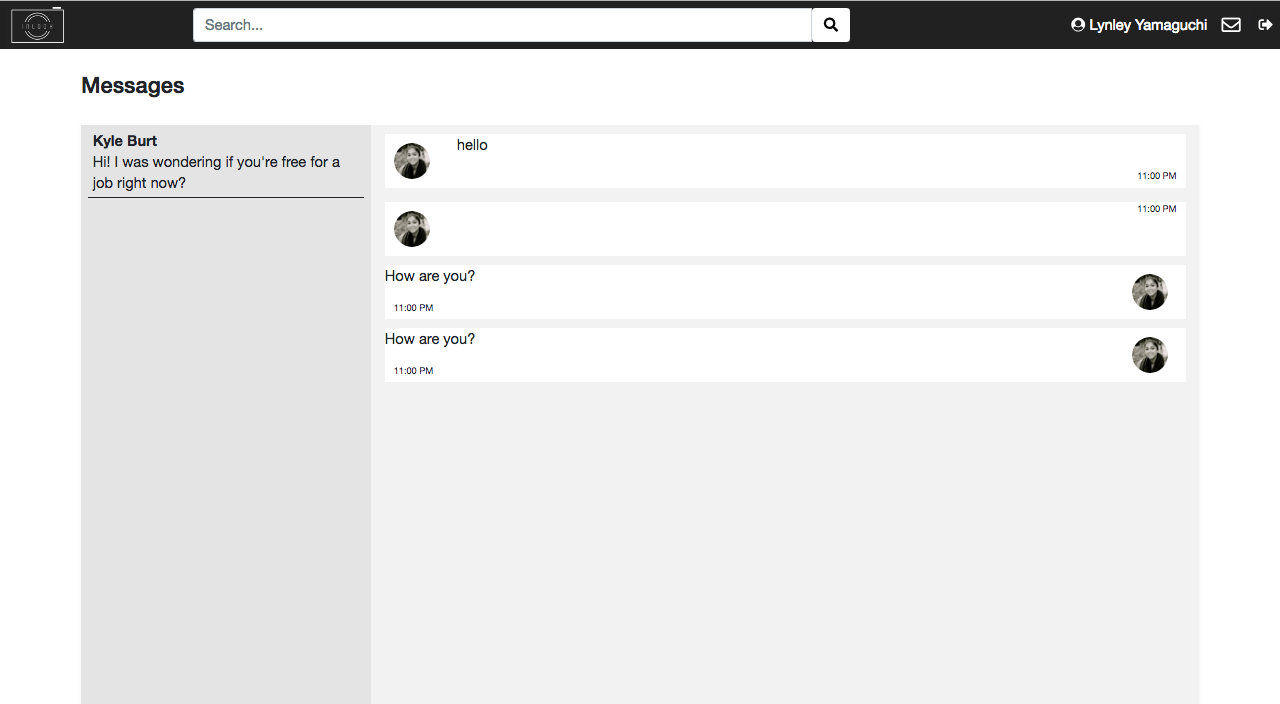 INLOOK
Search...
Lynley Yamaguchi
Messages
Kyle Burt
Hi! I was wondering if you're free for a
job right now?
hello
11:00 PM
11:00 PM
How are you?
11:00 PM
How are you?
11:00 PM